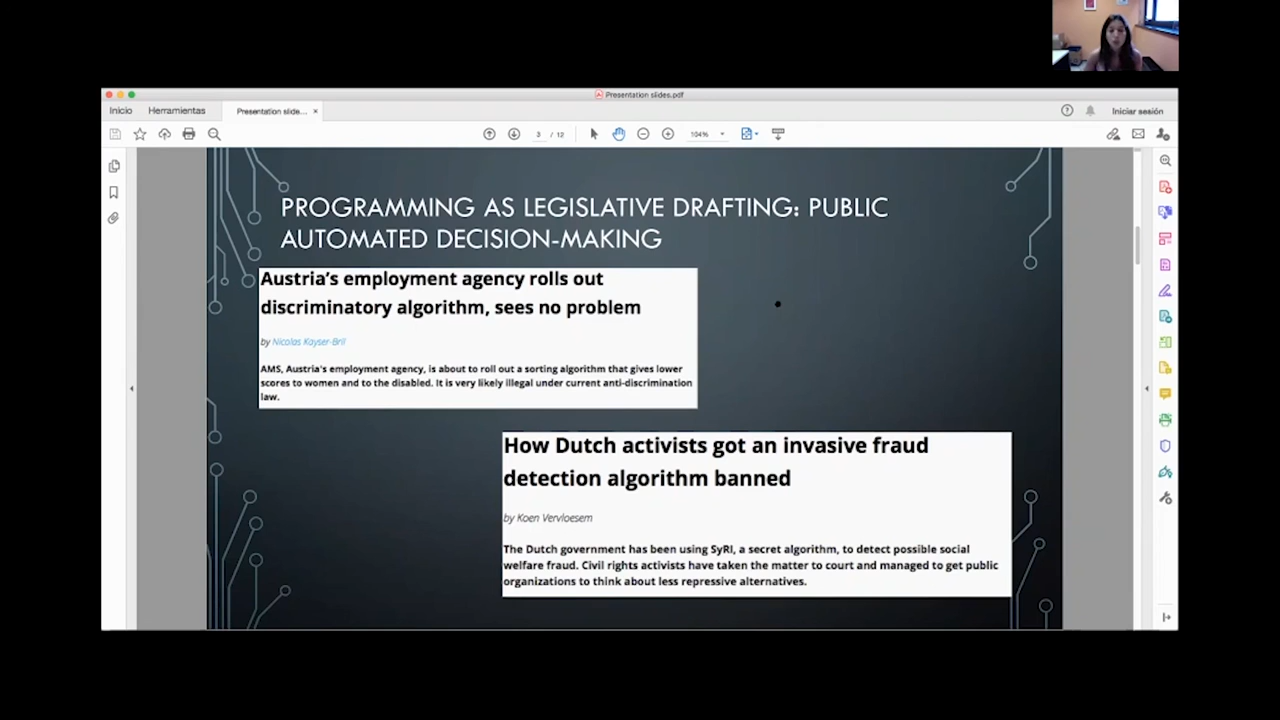 Presentation slides.pdf
Inicio Herramientas Presentation slide... × Iniciar sesión
3 / 12 104%
PROGRAMMING AS LEGISLATIVE DRAFTING: PUBLIC
AUTOMATED DECISION-MAKING
Austria's employment agency rolls out
discriminatory algorithm, sees no problem
by Nicolas Kayser-Bril
AMS, Austria's employment agency, is about to roll out a sorting algorithm that gives lower
scores to women and to the disabled. It is very likely illegal under current anti-discrimination
law.
How Dutch activists got an invasive fraud
detection algorithm banned
by Koen Vervloesem
The Dutch government has been using SyRI, a secret algorithm, to detect possible social
welfare fraud. Civil rights activists have taken the matter to court and managed to get public
organizations to think about less repressive alternatives.